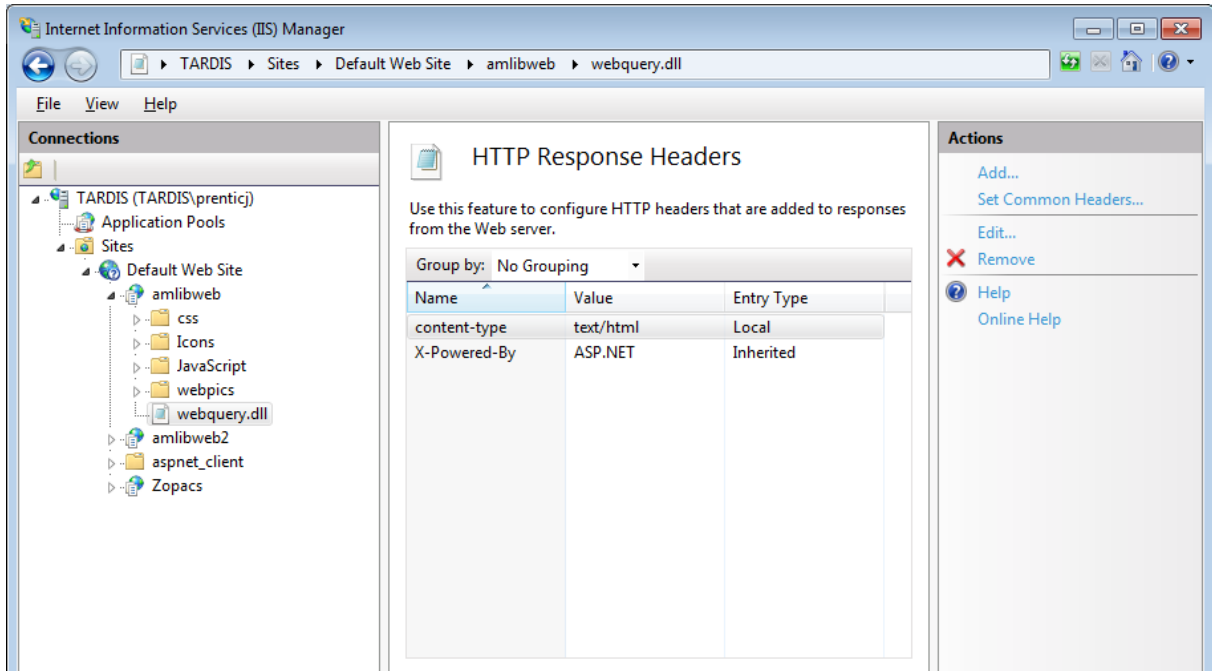 Internet Information Services (IIS) Manager
TARDIS Sites Default Web Site amlibweb webquery.dll
File View Help
Connections
TARDIS (TARDIS\prenticj)
Application Pools
Sites
Default Web Site
amlibweb
css
Icons
JavaScript
webpics
webquery.dll
amlibweb2
aspnet_client
Zopacs
HTTP Response Headers
Use this feature to configure HTTP headers that are added to responses
from the Web server.
Group by: No Grouping
Name Value Entry Type
content-type text/html Local
X-Powered-By ASP.NET Inherited
Actions
Add...
Set Common Headers...
Edit...
Remove
Help
Online Help